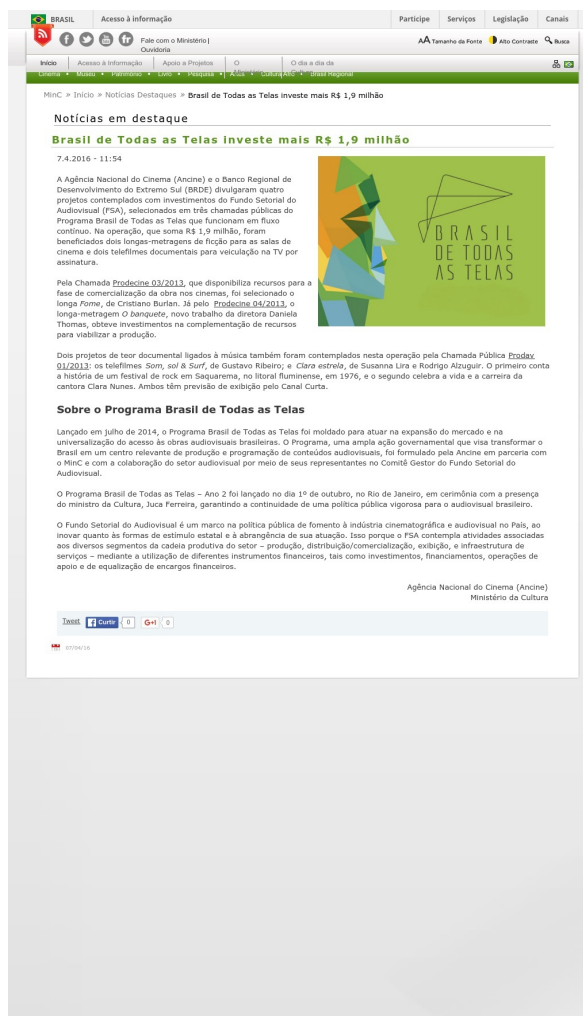 BRASIL Acesso à informação Participe Serviços Legislação Canais
Fale com o Ministério |
Ouvidoria
AA Tamanho da Fonte Alto Contraste Busca
Início Acesso à Informação Apoio a Projetos O O dia a dia da
Cinema • Museu • Patrimônio • Livro • Pesquisa • Cultura Afro • Brasil Regional
MinC » Início » Notícias Destaques » Brasil de Todas as Telas investe mais R$ 1,9 milhão
Notícias em destaque
Brasil de Todas as Telas investe mais R$ 1,9 milhão
7.4.2016 - 11:54
A Agência Nacional do Cinema (Ancine) e o Banco Regional de
Desenvolvimento do Extremo Sul (BRDE) divulgaram quatro
projetos contemplados com investimentos do Fundo Setorial do
Audiovisual (FSA), selecionados em três chamadas públicas do
Programa Brasil de Todas as Telas que funcionam em fluxo
contínuo. Na operação, que soma R$ 1,9 milhão, foram
beneficiados dois longas-metragens de ficção para as salas de
cinema e dois telefilmes documentais para veiculação na TV por
assinatura.
BRASIL
DE TODAS
AS TELAS
Pela Chamada Prodecine 03/2013, que disponibiliza recursos para a
fase de comercialização da obra nos cinemas, foi selecionado o
longa Fome, de Cristiano Burlan. Já pelo Prodecine 04/2013, o
longa-metragem O banquete, novo trabalho da diretora Daniela
Thomas, obteve investimentos na complementação de recursos
para viabilizar a produção.
Dois projetos de teor documental ligados à música também foram contemplados nesta operação pela Chamada Pública Prodav
01/2013: os telefilmes Som, sol & Surf, de Gustavo Ribeiro; e Clara estrela, de Susanna Lira e Rodrigo Alzuguir. O primeiro conta
a história de um festival de rock em Saquarema, no litoral fluminense, em 1976, e o segundo celebra a vida e a carreira da
cantora Clara Nunes. Ambos têm previsão de exibição pelo Canal Curta.
Sobre o Programa Brasil de Todas as Telas
Lançado em julho de 2014, o Programa Brasil de Todas as Telas foi moldado para atuar na expansão do mercado e na
universalização do acesso às obras audiovisuais brasileiras. O Programa, uma ampla ação governamental que visa transformar o
Brasil em um centro relevante de produção e programação de conteúdos audiovisuais, foi formulado pela Ancine em parceria com
o MinC e com a colaboração do setor audiovisual por meio de seus representantes no Comitê Gestor do Fundo Setorial do
Audiovisual.
O Programa Brasil de Todas as Telas – Ano 2 foi lançado no dia 1º de outubro, no Rio de Janeiro, em cerimônia com a presença
do ministro da Cultura, Juca Ferreira, garantindo a continuidade de uma política pública vigorosa para o audiovisual brasileiro.
O Fundo Setorial do Audiovisual é um marco na política pública de fomento à indústria cinematográfica e audiovisual no País, ao
inovar quanto às formas de estímulo estatal e à abrangência de sua atuação. Isso porque o FSA contempla atividades associadas
aos diversos segmentos da cadeia produtiva do setor – produção, distribuição/comercialização, exibição, e infraestrutura de
serviços – mediante a utilização de diferentes instrumentos financeiros, tais como investimentos, financiamentos, operações de
apoio e de equalização de encargos financeiros.
Agência Nacional do Cinema (Ancine)
Ministério da Cultura
Tweet Curtir 0 G+1 0
07/04/16